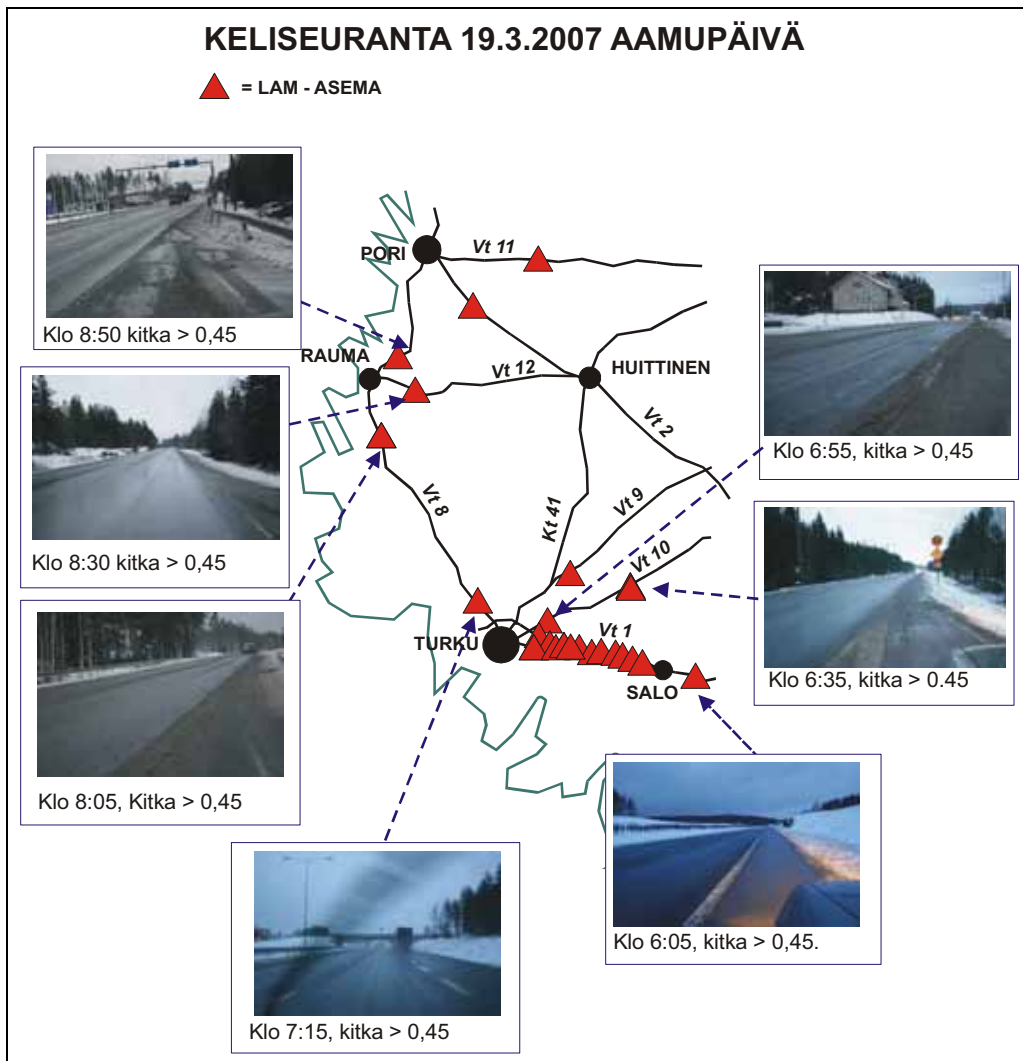 KELISEURANTA 19.3.2007 AAMUPÄIVÄ
= LAM - ASEMA
Klo 8:50 kitka > 0,45
PORI
Vt 11
RAUMA
Vt 12
HUITTINEN
Vt 2
Klo 6:55, kitka > 0,45
Klo 8:30 kitka > 0,45
Vt 8
Kt 41
Vt 9
Vt 10
Vt 1
TURKU
SALO
Klo 6:35, kitka > 0.45
Klo 8:05, Kitka > 0,45
Klo 6:05, kitka > 0,45.
Klo 7:15, kitka > 0,45